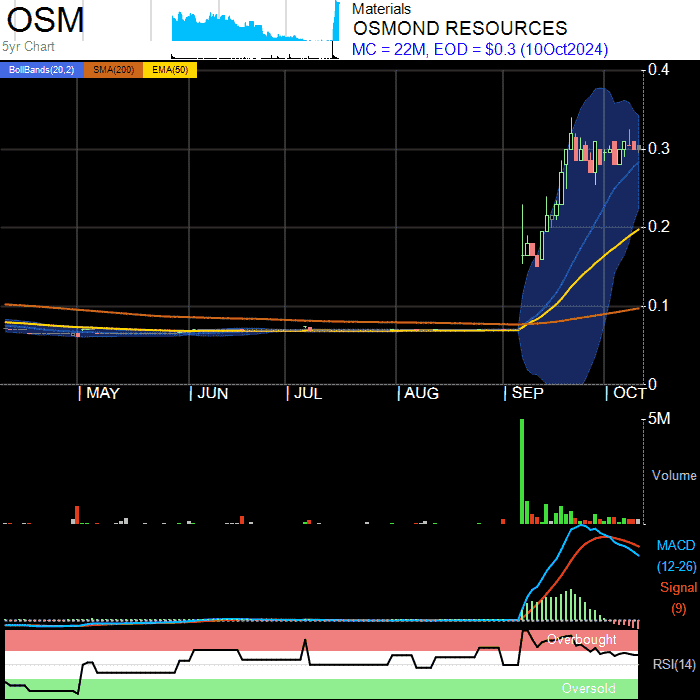 OSM
5yr Chart
Materials
OSMOND RESOURCES
MC = 22M, EOD = $0.3 (10Oct2024)
BollBands(20,2) SMA(200) EMA(50)
0.4
0.3
0.2
0.1
0
| MAY | JUN | JUL | AUG | SEP | OCT
5M
Volume
MACD
(12-26)
Signal
(9)
Overbought
RSI(14)
Oversold